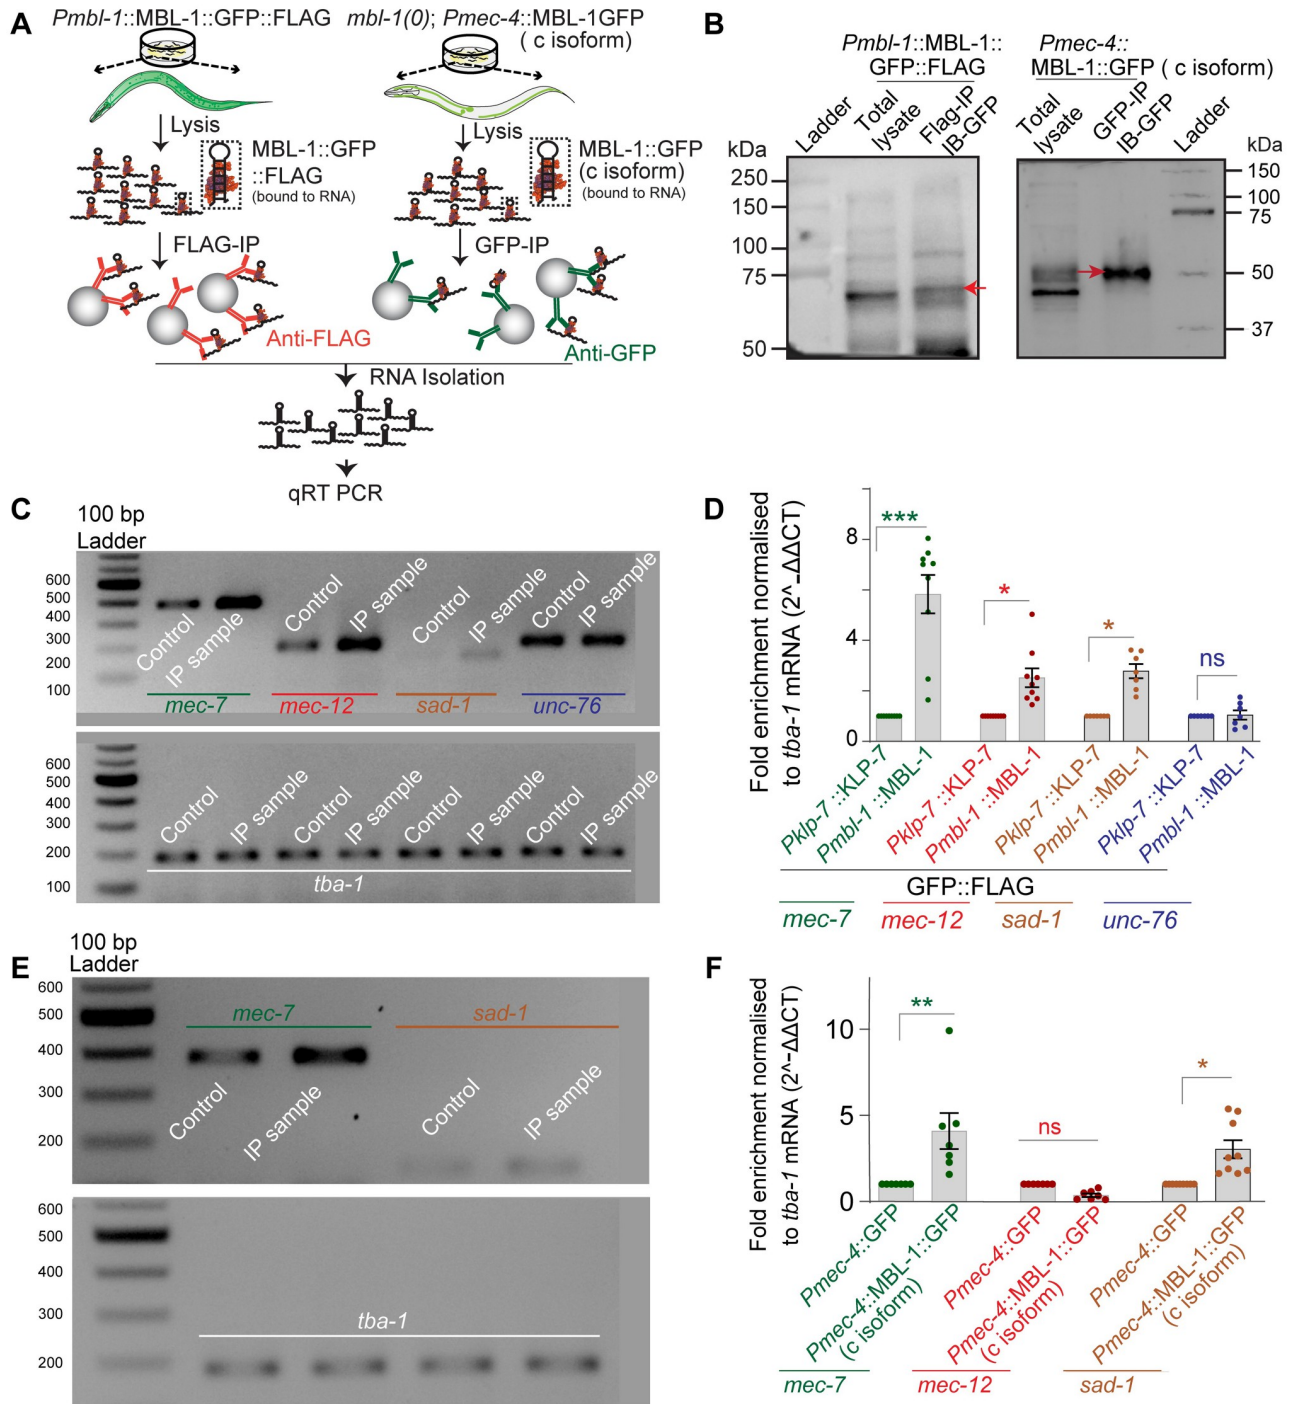 A
Pmbl-1::MBL-1::GFP::FLAG
mbl-1(0); Pmec-4::MBL-1GFP
( c isoform)
Lysis
Lysis
MBL-1::GFP
::FLAG
(bound to RNA)
MBL-1::GFP
(c isoform)
(bound to RNA)
FLAG-IP
GFP-IP
Anti-FLAG
Anti-GFP
RNA Isolation
qRT PCR
B
Pmbl-1::MBL-1::
GFP::FLAG
Pmec-4::
MBL-1::GFP ( c isoform)
Ladder
Total
lysate
Flag-IP
IB-GFP
Total
lysate
GFP-IP
IB-GFP
Ladder
kDa
250
150
100
75
50
kDa
150
100
75
50
37
C
100 bp
Ladder
600
500
400
300
200
100
Control
IP sample
Control
IP sample
Control
IP sample
Control
IP sample
mec-7
mec-12
sad-1
unc-76
600
500
400
300
200
100
Control
IP sample
Control
IP sample
Control
IP sample
Control
IP sample
tba-1
D
Fold enrichment normalised
to tba-1 mRNA (2^-ΔΔCT)
8
4
0
***
*
*
ns
Pklp-7 ::KLP-7
Pmbl-1 ::MBL-1
Pklp-7 ::KLP-7
Pmbl-1 ::MBL-1
Pklp-7 ::KLP-7
Pmbl-1 ::MBL-1
Pklp-7 ::KLP-7
Pmbl-1 ::MBL-1
GFP::FLAG
mec-7
mec-12
sad-1
unc-76
E
100 bp
Ladder
600
500
400
300
200
mec-7
sad-1
Control
IP sample
Control
IP sample
600
500
400
300
200
tba-1
F
Fold enrichment normalised
to tba-1 mRNA (2^-ΔΔCT)
10
5
0
**
ns
*
Pmec-4::GFP
Pmec-4::MBL-1::GFP
(c isoform)
Pmec-4::GFP
Pmec-4::MBL-1::GFP
(c isoform)
Pmec-4::GFP
Pmec-4::MBL-1::GFP
(c isoform)
mec-7
mec-12
sad-1